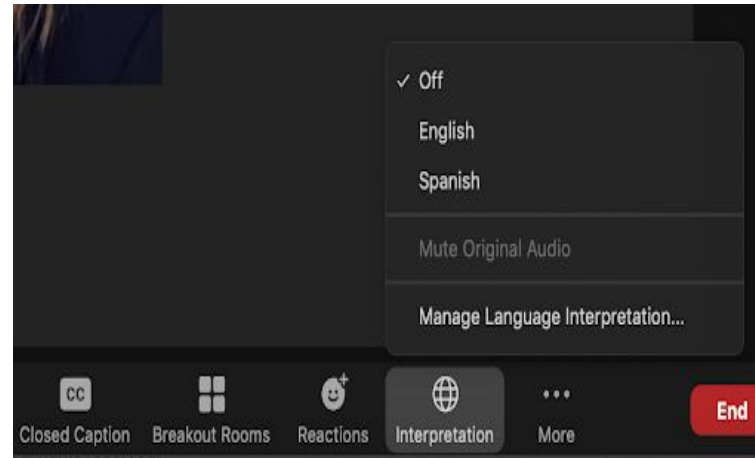 ✓ Off
English
Spanish
Mute Original Audio
Manage Language Interpretation...
CC
Closed Caption Breakout Rooms Reactions Interpretation More End